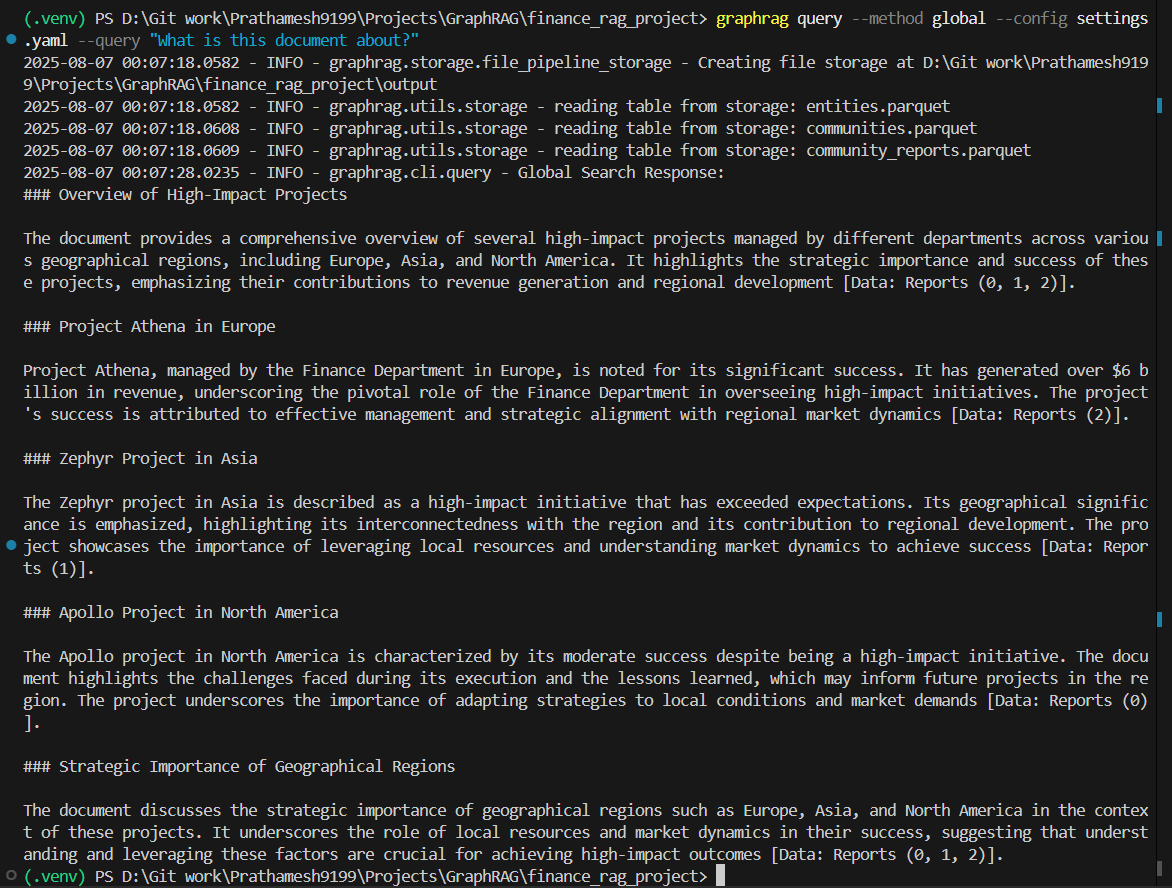 (.venv) PS D:\Git work\Prathamesh9199\Projects\GraphRAG\finance_rag_project> graphrag query --method global --config settings
.yaml --query "What is this document about?"
2025-08-07 00:07:18.0582 - INFO - graphrag.storage.file_pipeline_storage - Creating file storage at D:\Git work\Prathamesh919
9\Projects\GraphRAG\finance_rag_project\output
2025-08-07 00:07:18.0582 - INFO - graphrag.utils.storage - reading table from storage: entities.parquet
2025-08-07 00:07:18.0608 - INFO - graphrag.utils.storage - reading table from storage: communities.parquet
2025-08-07 00:07:18.0609 - INFO - graphrag.utils.storage - reading table from storage: community_reports.parquet
2025-08-07 00:07:28.0235 - INFO - graphrag.cli.query - Global Search Response:
### Overview of High-Impact Projects
The document provides a comprehensive overview of several high-impact projects managed by different departments across variou
s geographical regions, including Europe, Asia, and North America. It highlights the strategic importance and success of thes
e projects, emphasizing their contributions to revenue generation and regional development [Data: Reports (0, 1, 2)].
### Project Athena in Europe
Project Athena, managed by the Finance Department in Europe, is noted for its significant success. It has generated over $6 b
illion in revenue, underscoring the pivotal role of the Finance Department in overseeing high-impact initiatives. The project
's success is attributed to effective management and strategic alignment with regional market dynamics [Data: Reports (2)].
### Zephyr Project in Asia
The Zephyr project in Asia is described as a high-impact initiative that has exceeded expectations. Its geographical signific
ance is emphasized, highlighting its interconnectedness with the region and its contribution to regional development. The pro
ject showcases the importance of leveraging local resources and understanding market dynamics to achieve success [Data: Repor
ts (1)].
### Apollo Project in North America
The Apollo project in North America is characterized by its moderate success despite being a high-impact initiative. The docu
ment highlights the challenges faced during its execution and the lessons learned, which may inform future projects in the re
gion. The project underscores the importance of adapting strategies to local conditions and market demands [Data: Reports (0)
].
### Strategic Importance of Geographical Regions
The document discusses the strategic importance of geographical regions such as Europe, Asia, and North America in the contex
t of these projects. It underscores the role of local resources and market dynamics in their success, suggesting that underst
anding and leveraging these factors are crucial for achieving high-impact outcomes [Data: Reports (0, 1, 2)].
(.venv) PS D:\Git work\Prathamesh9199\Projects\GraphRAG\finance_rag_project>